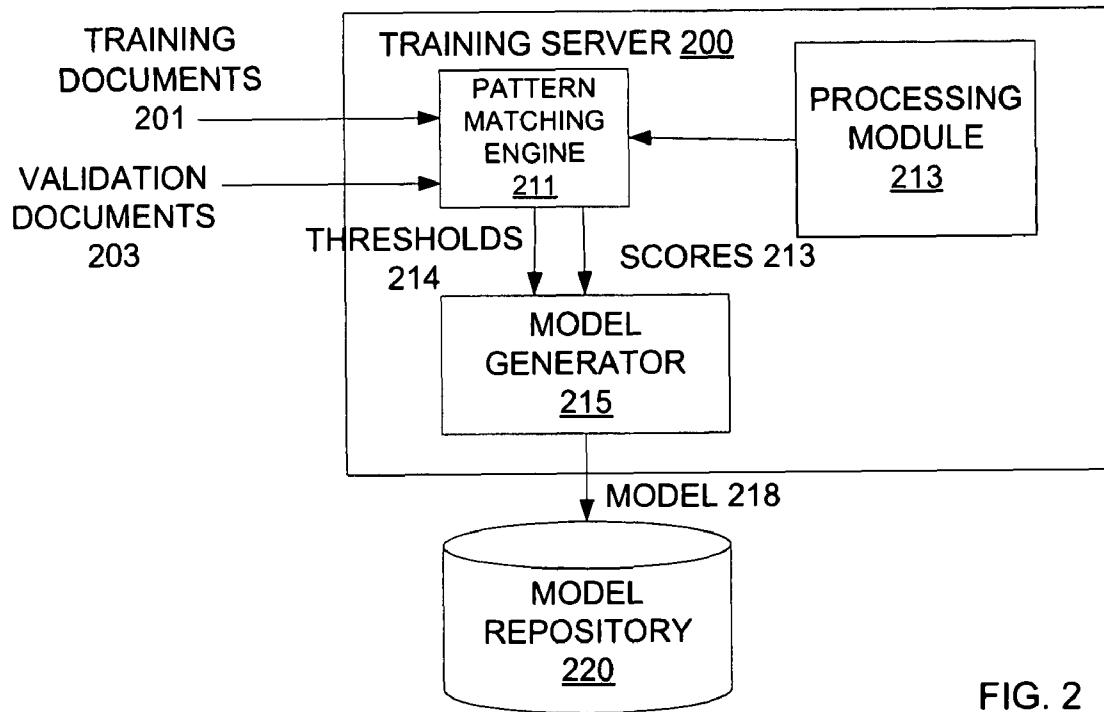 TRAINING
DOCUMENTS
201
VALIDATION
DOCUMENTS
203
TRAINING SERVER 200
PATTERN
MATCHING
ENGINE
211
PROCESSING
MODULE
213
THRESHOLDS
214
SCORES 213
MODEL
GENERATOR
215
MODEL 218
MODEL
REPOSITORY
220
FIG. 2